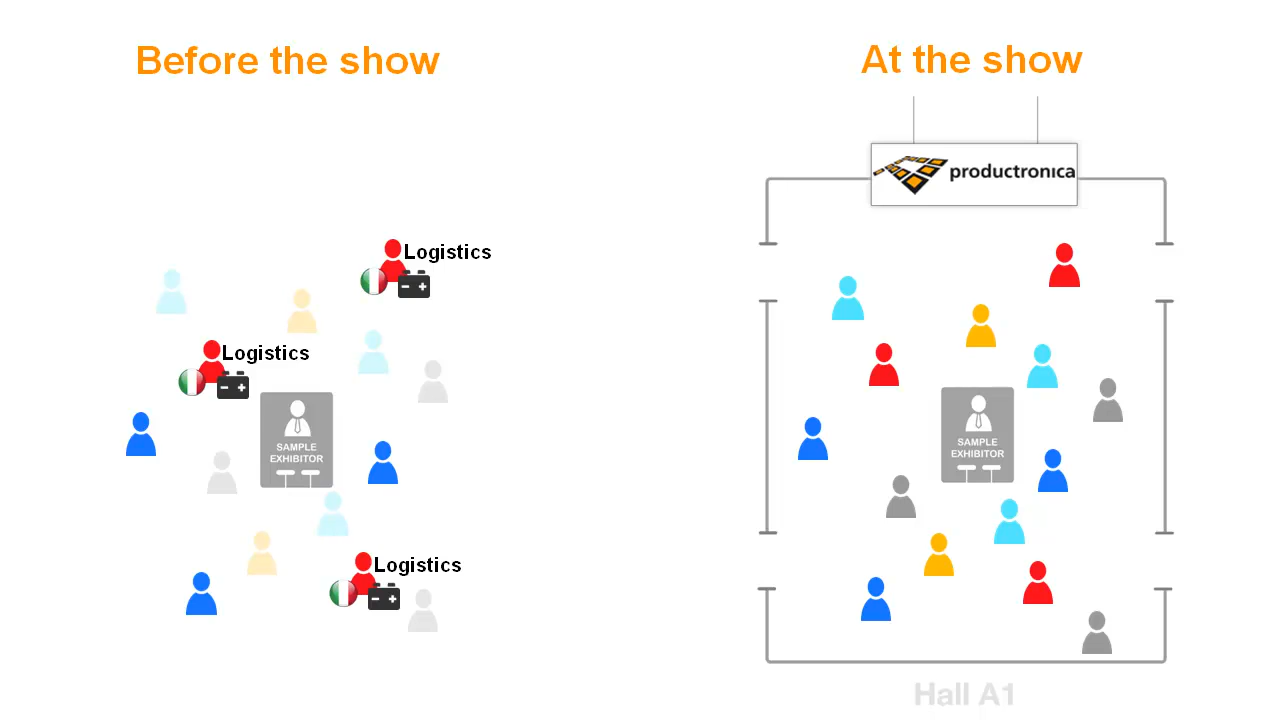 Before the show
At the show
productronica
Logistics
Logistics
SAMPLE
EXHIBITOR
SAMPLE
EXHIBITOR
Logistics
Hall A1